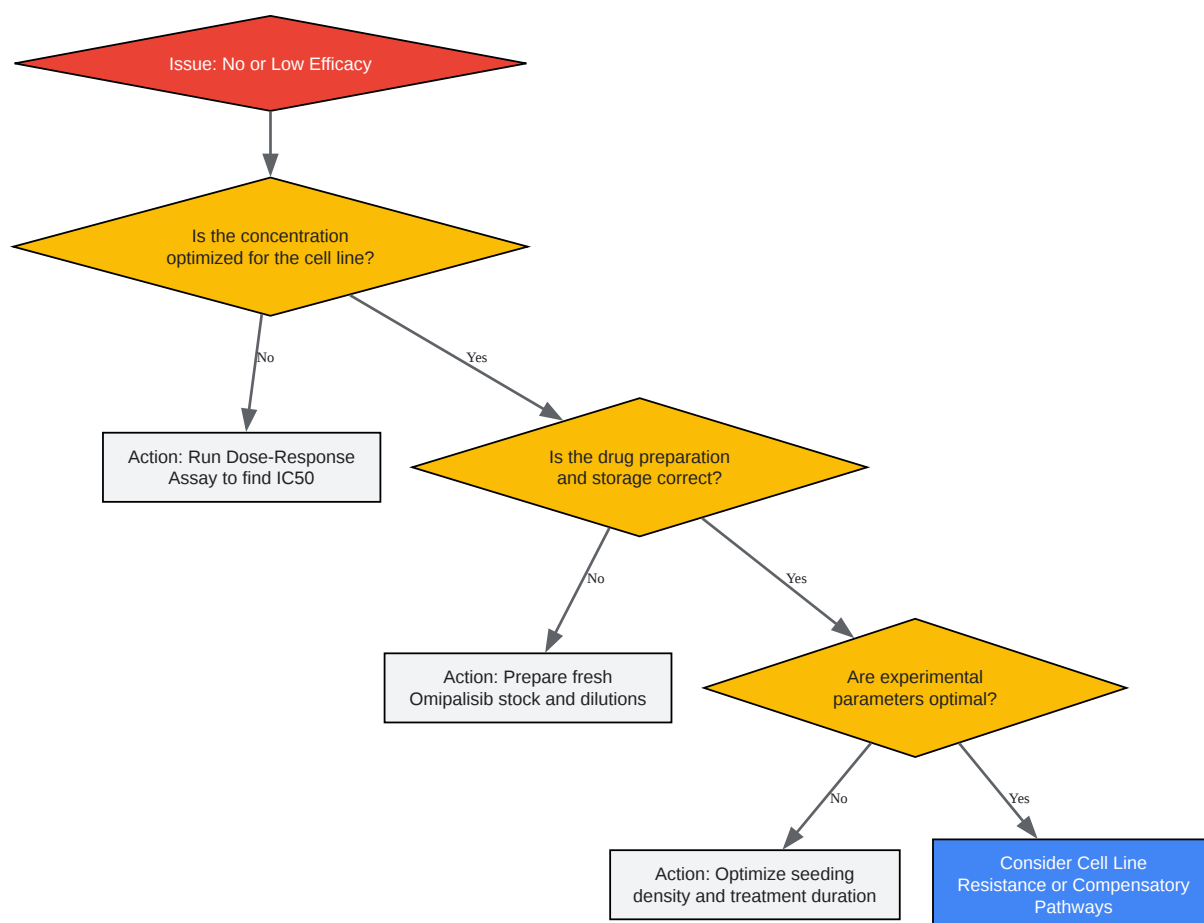 Issue: No or Low Efficacy
Is the concentration
optimized for the cell line?
No
Yes
Action: Run Dose-Response
Assay to find IC50
Is the drug preparation
and storage correct?
No
Yes
Action: Prepare fresh
Omipalisib stock and dilutions
Are experimental
parameters optimal?
No
Yes
Action: Optimize seeding
density and treatment duration
Consider Cell Line
Resistance or Compensatory
Pathways